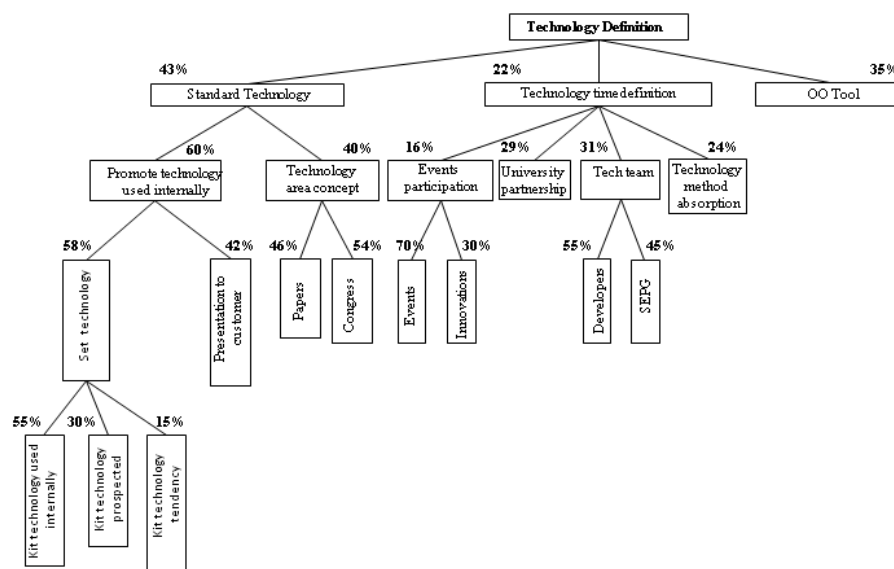 Technology Definition
43%
22%
35%
Standard Technology
Technology time definition
OO Tool
60%
40%
16%
29%
31%
24%
Promote technology
used internally
Technology
area concept
Events
participation
University
partnership
Tech team
Technology
method
absorption
58%
42%
46%
54%
70%
30%
55%
45%
Set technology
Presentation to
customer
Papers
Congress
Events
Innovations
Developers
SEPG
55%
30%
15%
Kit technology used
internally
Kit technology
prospected
Kit technology
tendency